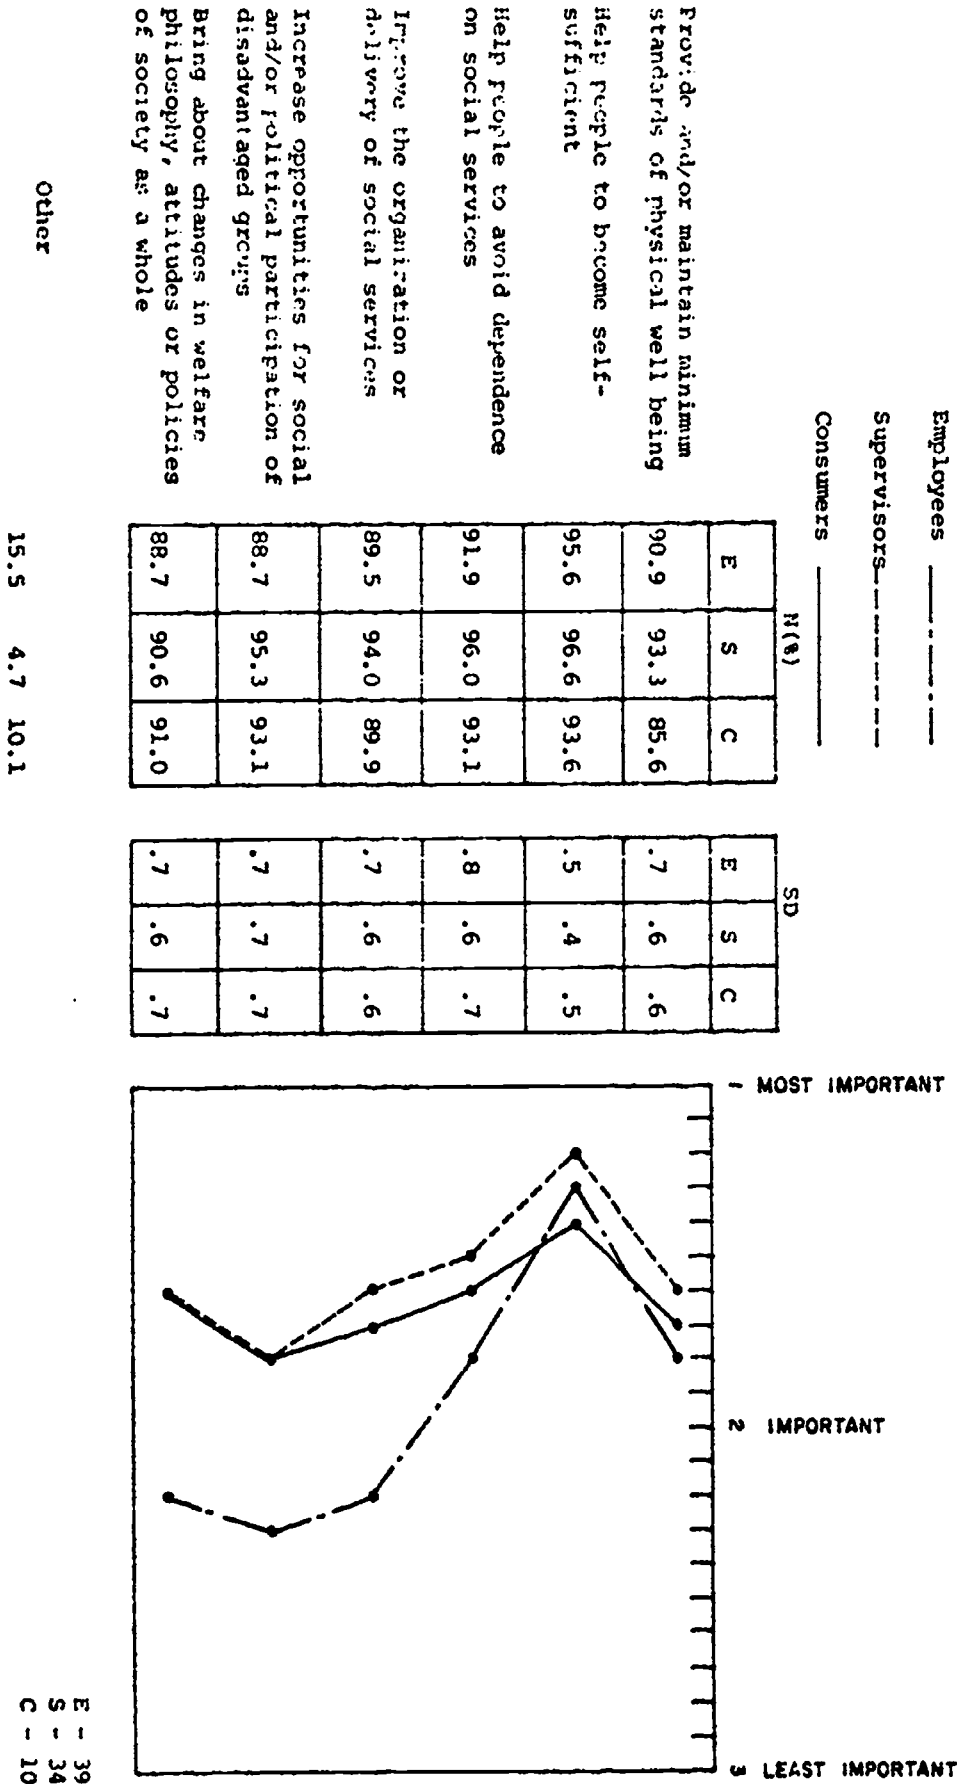 Employees
Supervisors
Consumers
N(%)
SD
E S C
E S C
1 MOST IMPORTANT
2 IMPORTANT
3 LEAST IMPORTANT
Provide and/or maintain minimum
standards of physical well being
90.9 93.3 85.6
.7 .6 .6
Help people to become self-
sufficient
95.6 96.6 93.6
.5 .4 .5
Help people to avoid dependence
on social services
91.9 96.0 93.1
.8 .6 .7
Improve the organization or
delivery of social services
89.5 94.0 89.9
.7 .6 .6
Increase opportunities for social
and/or political participation of
disadvantaged groups
88.7 95.3 93.1
.7 .7 .7
Bring about changes in welfare
philosophy, attitudes or policies
of society as a whole
88.7 90.6 91.0
.7 .6 .7
Other
15.5 4.7 10.1
E - 39
S - 34
C - 10